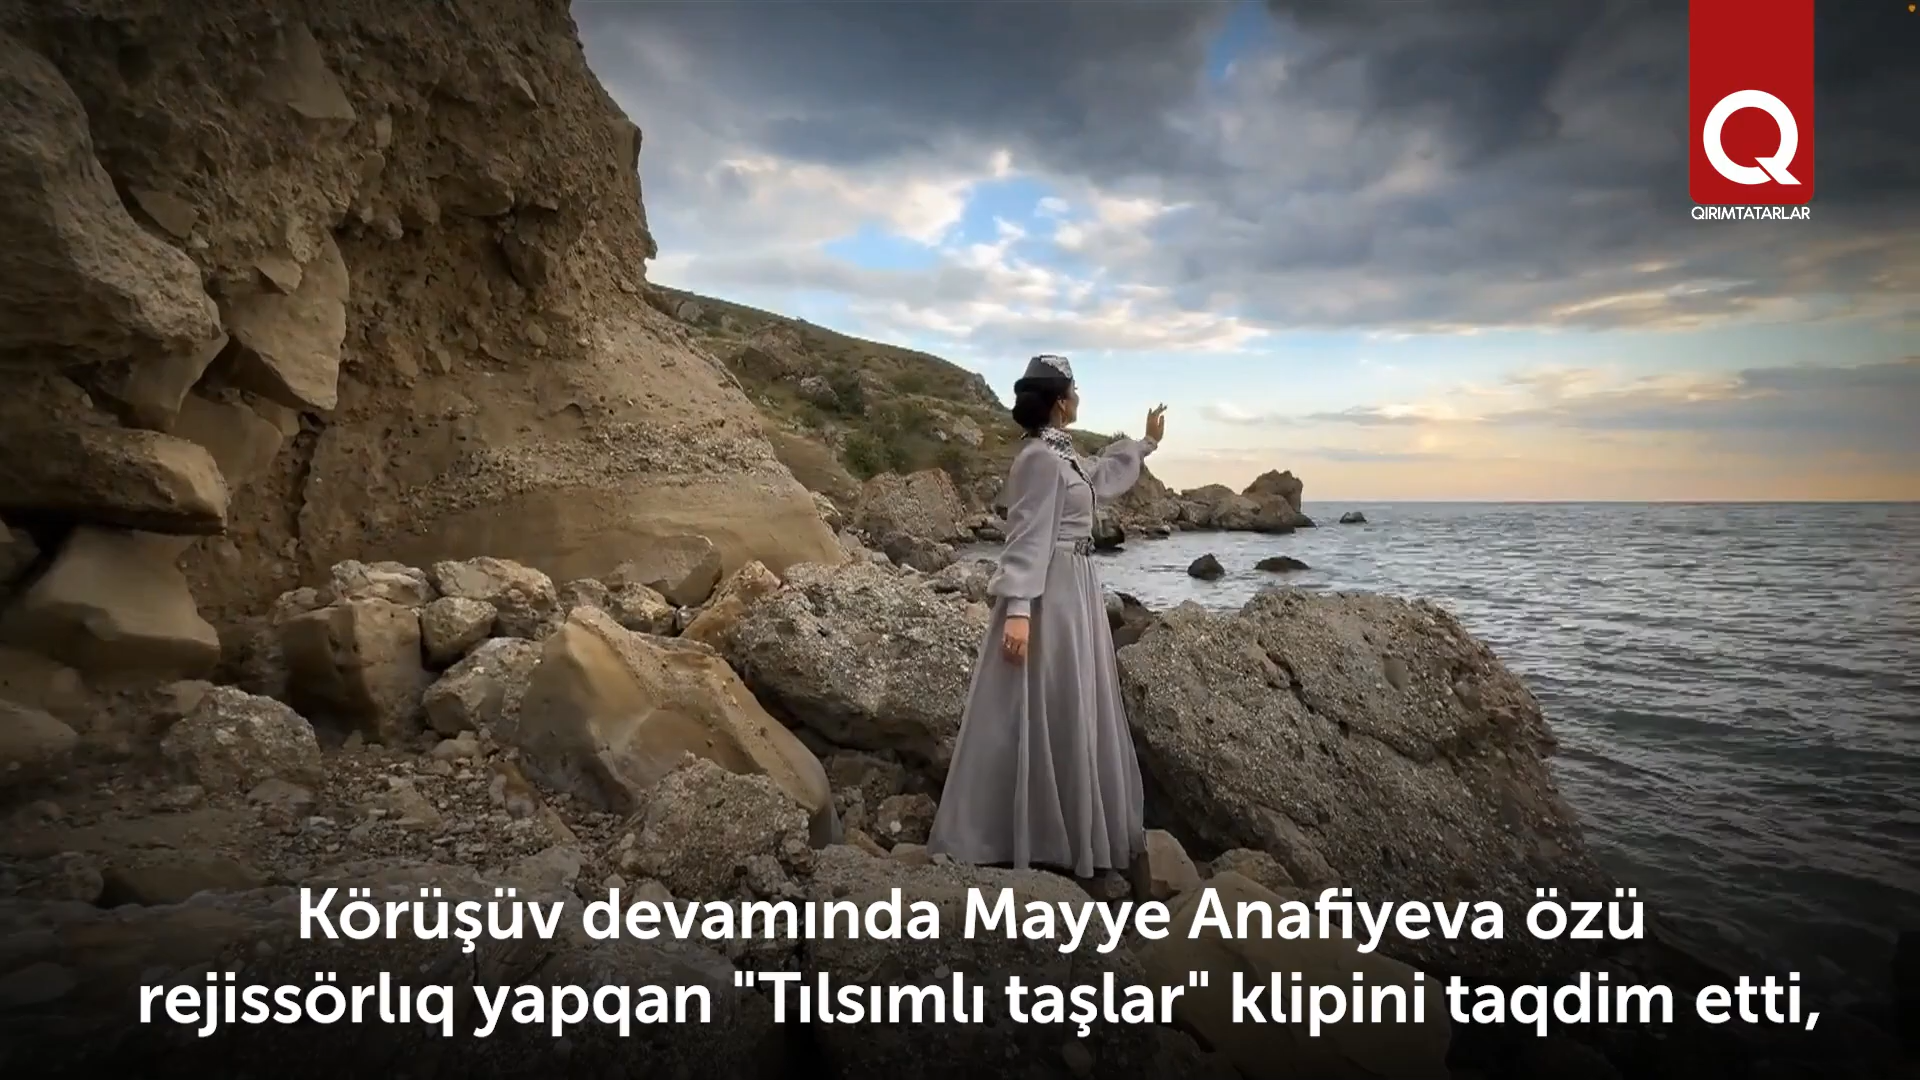 QIRIMTATARLAR
Körüşüv devamında Mayye Anafiyeva özü
rejissörlıq yapqan "Tılsımlı taşlar" klipini taqdim etti,